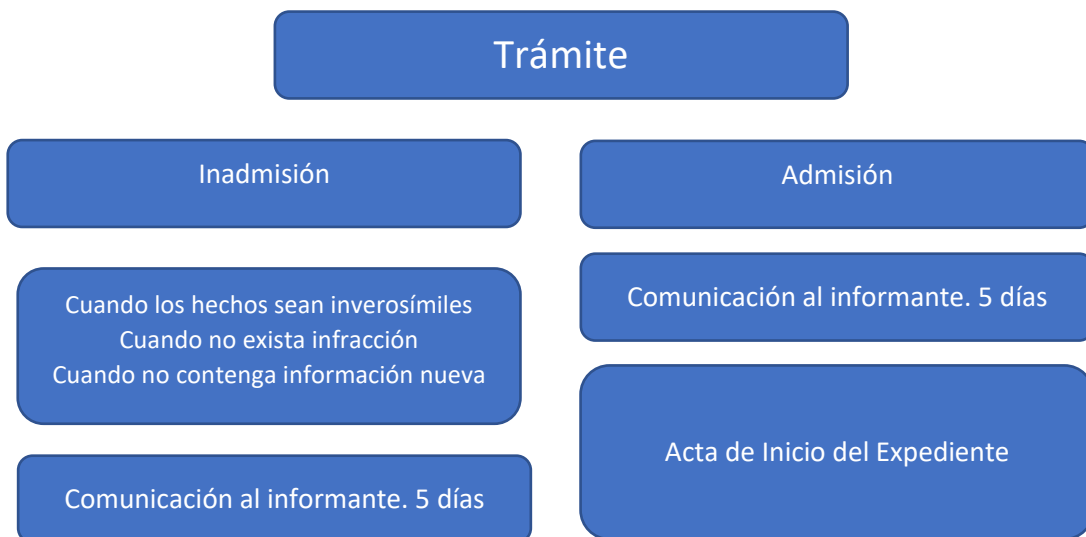 Trámite
Inadmisión
Cuando los hechos sean inverosímiles
Cuando no exista infracción
Cuando no contenga información nueva
Comunicación al informante. 5 días
Admisión
Comunicación al informante. 5 días
Acta de Inicio del Expediente